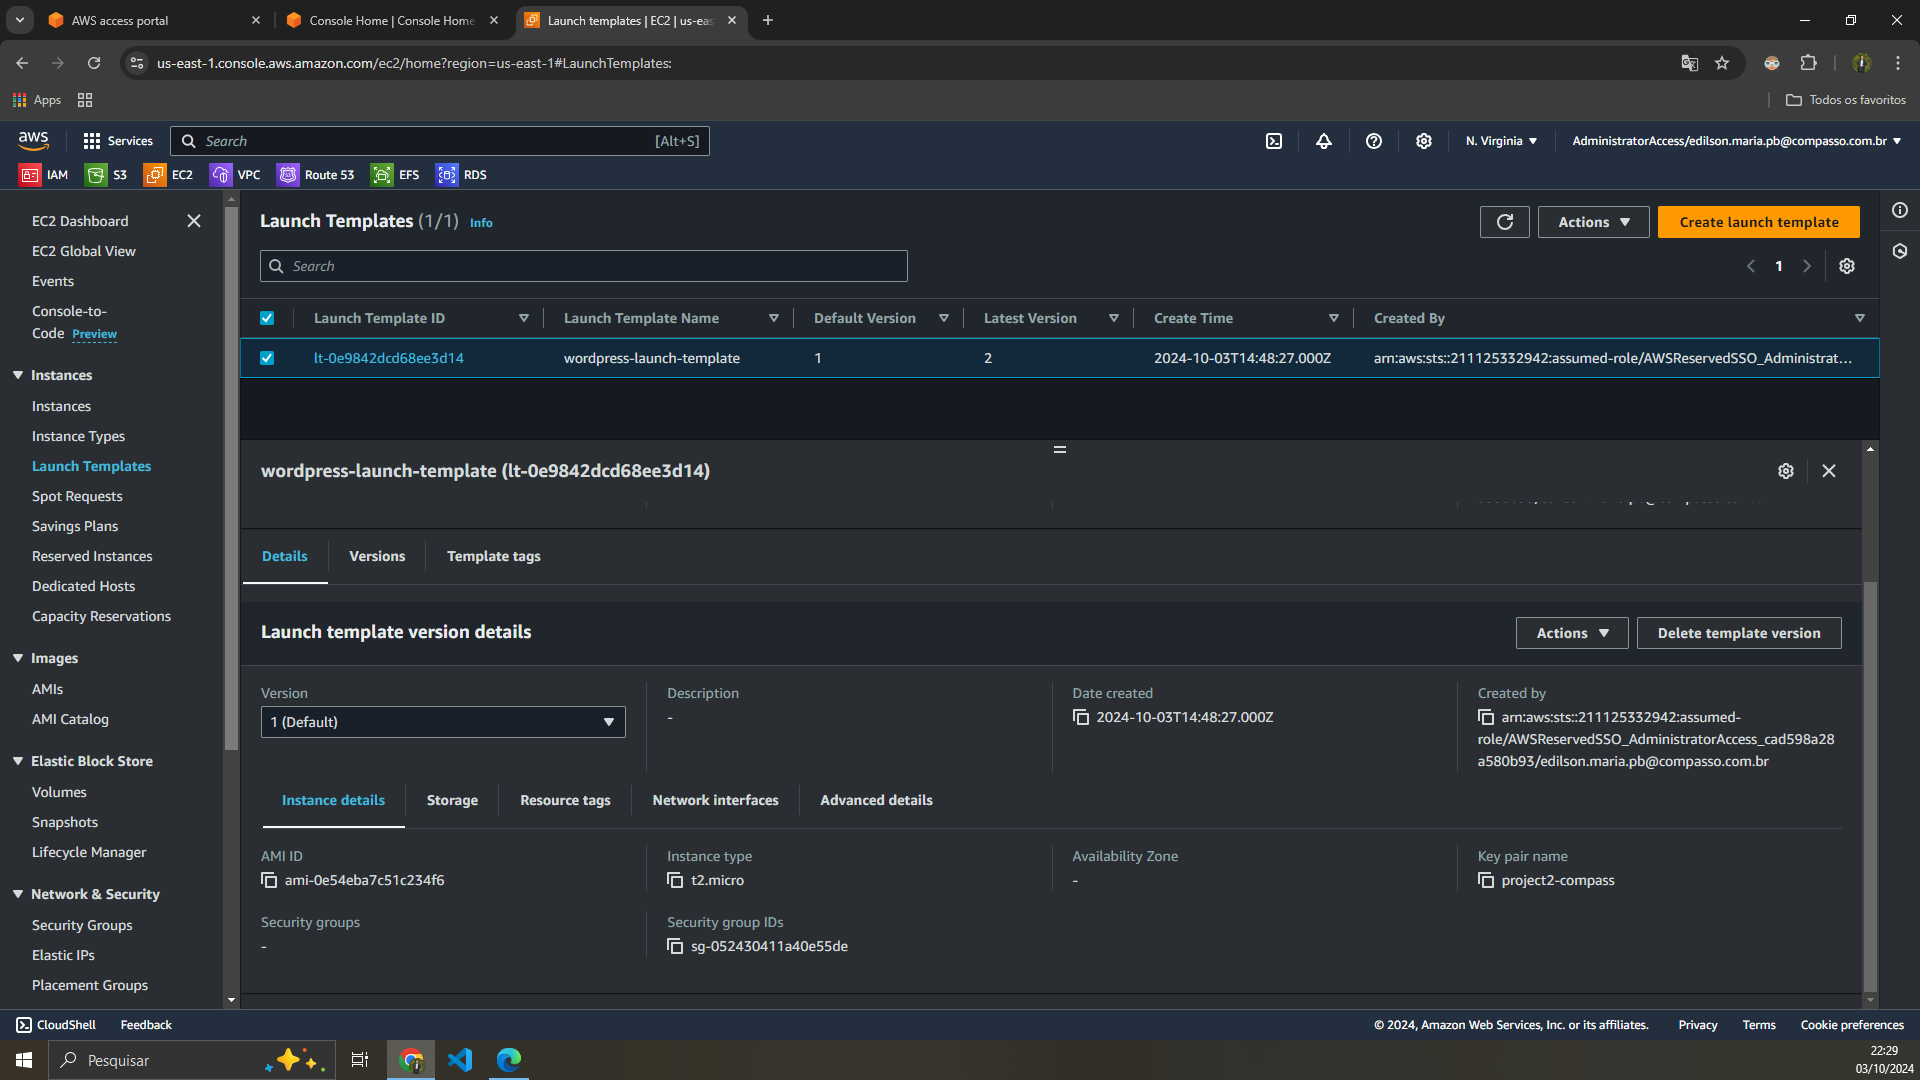 AWS access portal
Console Home | Console Home
Launch templates | EC2 | us-eas
us-east-1.console.aws.amazon.com/ec2/home?region=us-east-1#LaunchTemplates:
Apps
Todos os favoritos
aws
Services
Search
[Alt+S]
N. Virginia
AdministratorAccess/edilson.maria.pb@compasso.com.br
IAM
S3
EC2
VPC
Route 53
EFS
RDS
EC2 Dashboard
EC2 Global View
Events
Console-to-
Code Preview
Instances
Instances
Instance Types
Launch Templates
Spot Requests
Savings Plans
Reserved Instances
Dedicated Hosts
Capacity Reservations
Images
AMIs
AMI Catalog
Elastic Block Store
Volumes
Snapshots
Lifecycle Manager
Network & Security
Security Groups
Elastic IPs
Placement Groups
Launch Templates (1/1) Info
Actions
Create launch template
Search
1
Launch Template ID
Launch Template Name
Default Version
Latest Version
Create Time
Created By
lt-0e9842dcd68ee3d14
wordpress-launch-template
1
2
2024-10-03T14:48:27.000Z
arn:aws:sts::211125332942:assumed-role/AWSReservedSSO_Administrat...
wordpress-launch-template (lt-0e9842dcd68ee3d14)
Details
Versions
Template tags
Launch template version details
Actions
Delete template version
Version
1 (Default)
Description
-
Date created
2024-10-03T14:48:27.000Z
Created by
arn:aws:sts::211125332942:assumed-
role/AWSReservedSSO_AdministratorAccess_cad598a28
a580b93/edilson.maria.pb@compasso.com.br
Instance details
Storage
Resource tags
Network interfaces
Advanced details
AMI ID
ami-0e54eba7c51c234f6
Instance type
t2.micro
Availability Zone
-
Key pair name
project2-compass
Security groups
-
Security group IDs
sg-052430411a40e55de
CloudShell
Feedback
© 2024, Amazon Web Services, Inc. or its affiliates.
Privacy
Terms
Cookie preferences
Pesquisar
22:29
03/10/2024